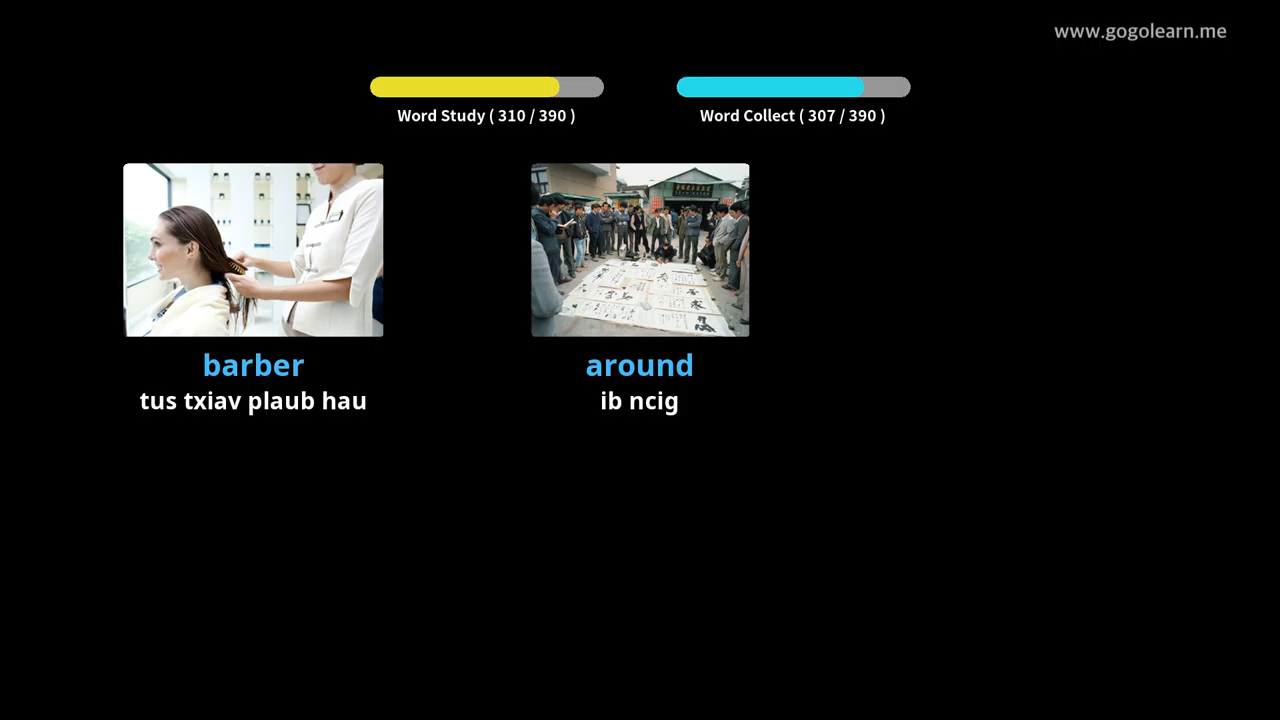 www.gogolearn.me
Word Study ( 310 / 390 )
Word Collect ( 307 / 390 )
barber
tus txiav plaub hau
around
ib ncig